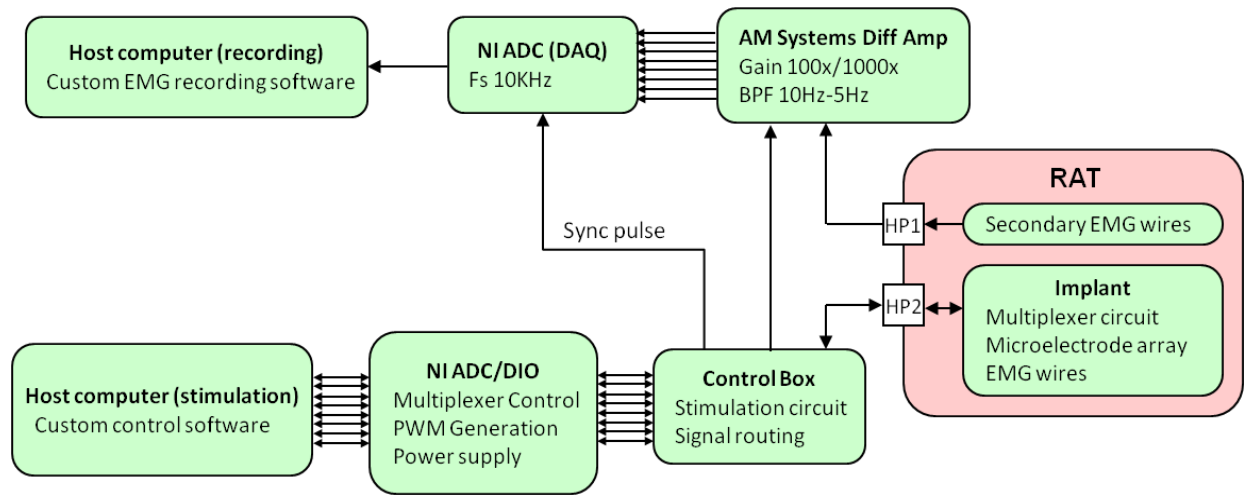 Host computer (recording)
Custom EMG recording software
NI ADC (DAQ)
Fs 10KHz
AM Systems Diff Amp
Gain 100x/1000x
BPF 10Hz-5Hz
RAT
HP1
Secondary EMG wires
Sync pulse
HP2
Implant
Multiplexer circuit
Microelectrode array
EMG wires
Host computer (stimulation)
Custom control software
NI ADC/DIO
Multiplexer Control
PWM Generation
Power supply
Control Box
Stimulation circuit
Signal routing